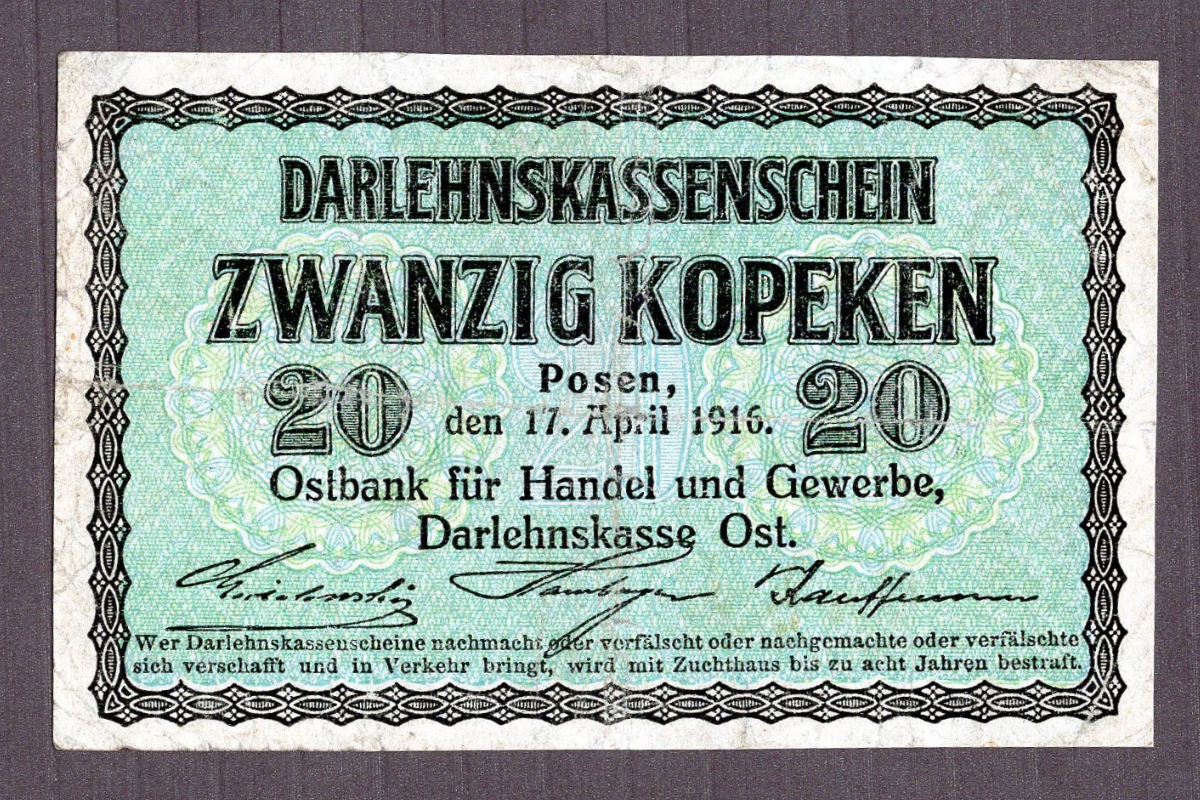 DARLEHNSKASSENSCHEIN
ZWANZIG KOPEKEN
20 Posen, 20
den 17. April 1916.
Ostbank für Handel und Gewerbe,
Darlehnskasse Ost.
Kauffmann
Wer Darlehnskassenscheine nachmacht oder verfälscht oder nachgemachte oder verfälschte
sich verschafft und in Verkehr bringt, wird mit Zuchthaus bis zu acht Jahren bestraft.